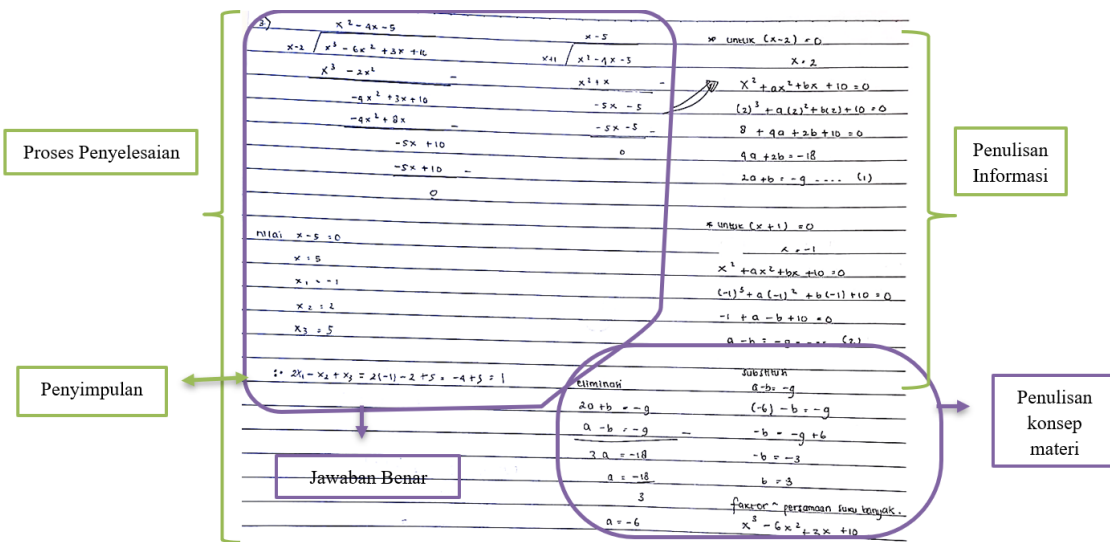 Proses Penyelesaian
Penyimpulan
3)
x² - 4x - 5
x-2 / x³ - 6x² + 3x + 10
x³ - 2x² -
-4x² + 3x + 10
-4x² + 8x -
-5x + 10
-5x + 10 -
0
x - 5
x+1 / x² - 4x - 5
x² + x -
-5x - 5
-5x - 5 -
0
nilai x - 5 = 0
x = 5
x₁ = -1
x₂ = 2
x₃ = 5
∴ 2x₁ - x₂ + x₃ = 2(-1) - 2 + 5 = -4 + 5 = 1
Jawaban Benar
* untuk (x-2) = 0
x = 2
x³ + ax² + bx + 10 = 0
(2)³ + a(2)² + b(2) + 10 = 0
8 + 4a + 2b + 10 = 0
4a + 2b = -18
2a + b = -9 .... (1)
* untuk (x+1) = 0
x = -1
x³ + ax² + bx + 10 = 0
(-1)³ + a(-1)² + b(-1) + 10 = 0
-1 + a - b + 10 = 0
a - b = -9 .... (2)
Eliminasi
2a + b = -9
a - b = -9 -
3a = -18
a = -18
3
a = -6
Substitusi
a - b = -9
(-6) - b = -9
-b = -9 + 6
-b = -3
b = 3
faktor ~ persamaan suku banyak.
x³ - 6x² + 3x + 10
Penulisan
Informasi
Penulisan
konsep
materi